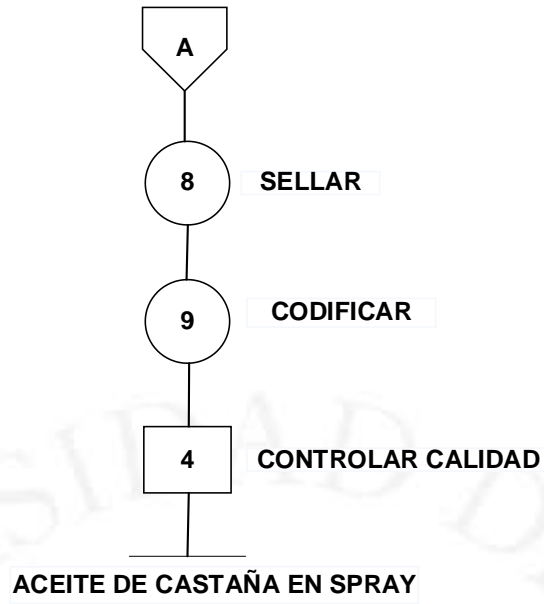 A
8 SELLAR
9 CODIFICAR
4 CONTROLAR CALIDAD
ACEITE DE CASTAÑA EN SPRAY